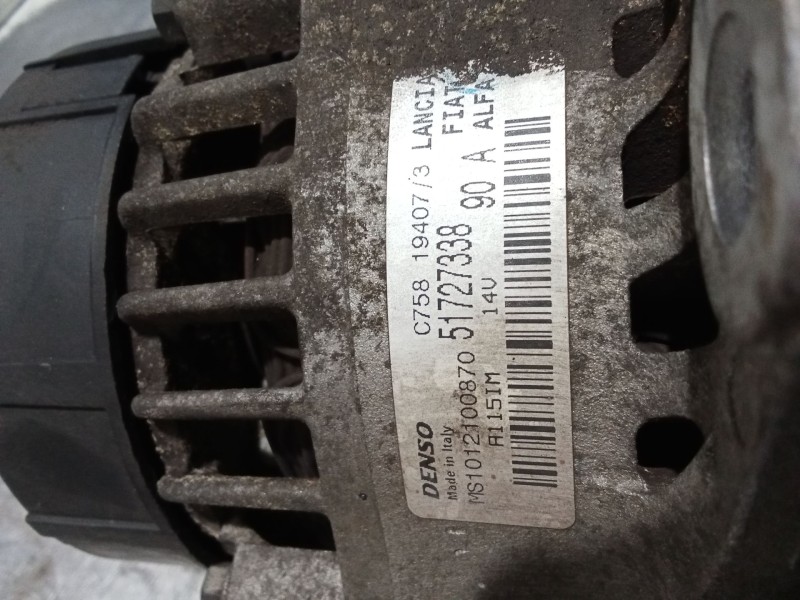 C758 19407/3 LANCIA
51727338 FIAT
DENSO 14V 90 A ALFA
Made in Italy
MS1012100870
A115IM